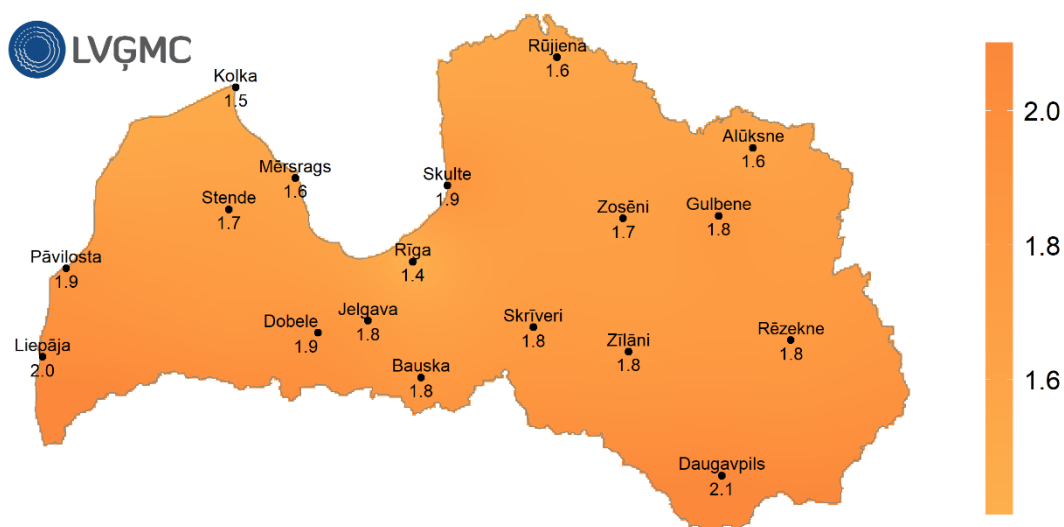 LVĢMC
Rūjiena
1.6
Kolka
1.5
2.0
Alūksne
1.6
Mērsrags
1.6
Skulte
1.9
Stende
1.7
Zosēni
1.7
Gulbene
1.8
1.8
Rīga
1.4
Pāvilosta
1.9
Jelgava
1.8
Dobele
1.9
Skrīveri
1.8
Zīlāni
1.8
Rēzekne
1.8
Liepāja
2.0
Bauska
1.8
1.6
Daugavpils
2.1